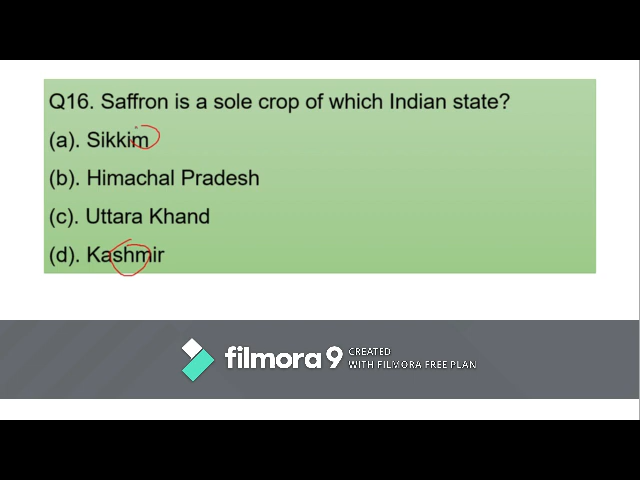 Q16. Saffron is a sole crop of which Indian state?
(a). Sikkim
(b). Himachal Pradesh
(c). Uttara Khand
(d). Kashmir
filmora 9 CREATED
WITH FILMORA FREE PLAN